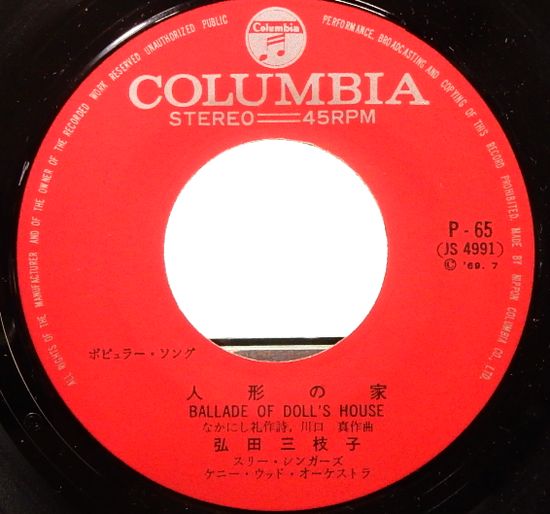 ALL RIGHTS OF THE MANUFACTURER AND OF THE OWNER OF THE RECORDED WORK RESERVED UNAUTHORIZED PUBLIC PERFORMANCE, BROADCASTING AND COPYING OF THIS RECORD PROHIBITED. MADE BY NIPPON COLUMBIA CO., LTD.
Columbia
COLUMBIA
STEREO 45RPM
P-65
(JS 4991)
© '69. 7
ポピュラー・ソング
人形の家
BALLADE OF DOLL'S HOUSE
なかにし礼作詩, 川口 真作曲
弘田三枝子
スリー・シンガーズ
ケニー・ウッド・オーケストラ